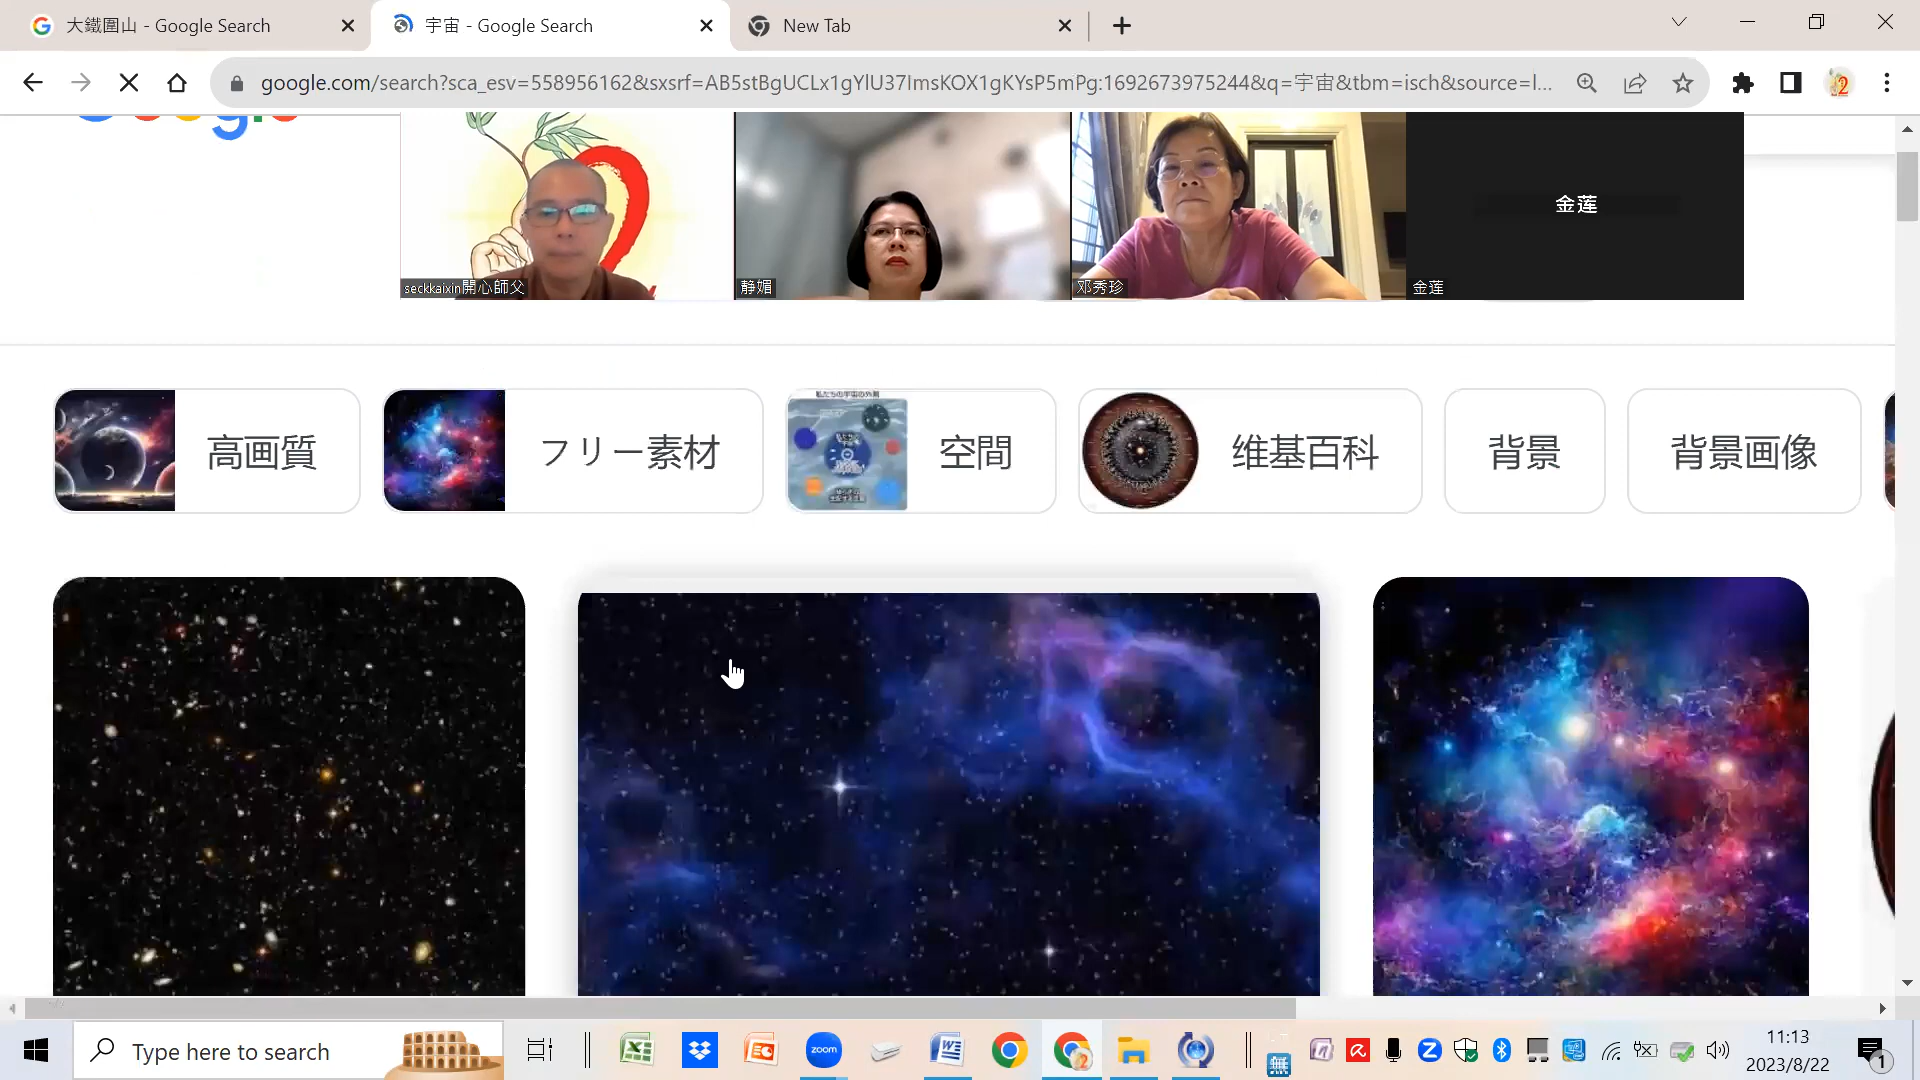 大鐵圍山 - Google Search
宇宙 - Google Search
New Tab
google.com/search?sca_esv=558956162&sxsrf=AB5stBgUCLx1gYlU37ImsKOX1gKYsP5mPg:1692673975244&q=宇宙&tbm=isch&source=l...
金莲
seckkaixin開心師父
静媚
邓秀珍
金莲
高画質
フリー素材
空間
维基百科
背景
背景画像
Type here to search
zoom
11:13
2023/8/22
1